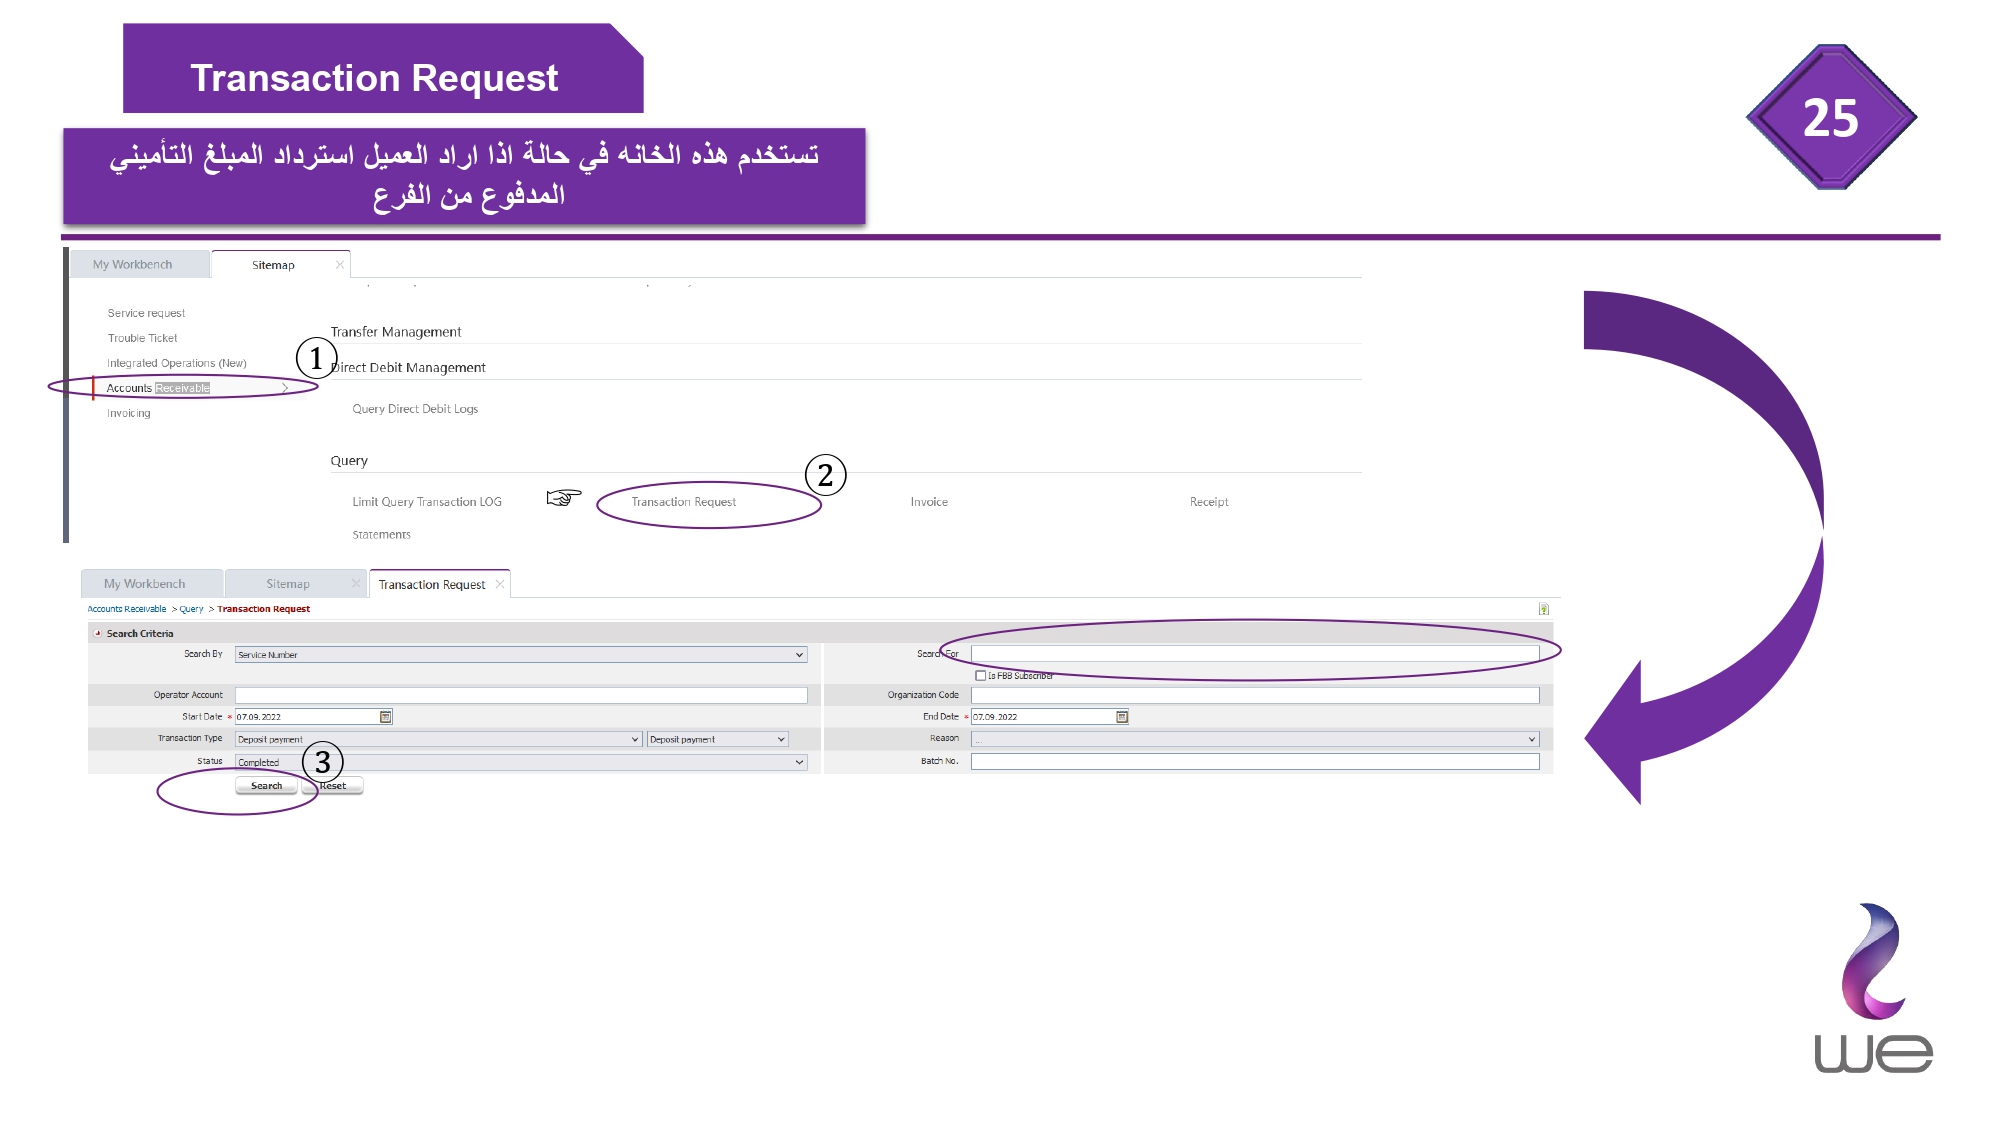 Transaction Request
25
تستخدم هذه الخانه في حالة اذا اراد العميل استرداد المبلغ التأميني
المدفوع من الفرع
My Workbench Sitemap
Service request
Trouble Ticket
Integrated Operations (New)
Accounts Receivable
Invoicing
①
Transfer Management
Direct Debit Management
Query Direct Debit Logs
Query
②
Limit Query Transaction LOG Transaction Request Invoice Receipt
Statements
My Workbench Sitemap Transaction Request
Accounts Receivable > Query > Transaction Request
Search Criteria
Search By Service Number Search For
Is FBB Subscriber
Operator Account Organization Code
Start Date * 07.09.2022 End Date * 07.09.2022
Transaction Type Deposit payment Deposit payment Reason ...
Status Completed Batch No.
③
Search Reset
we